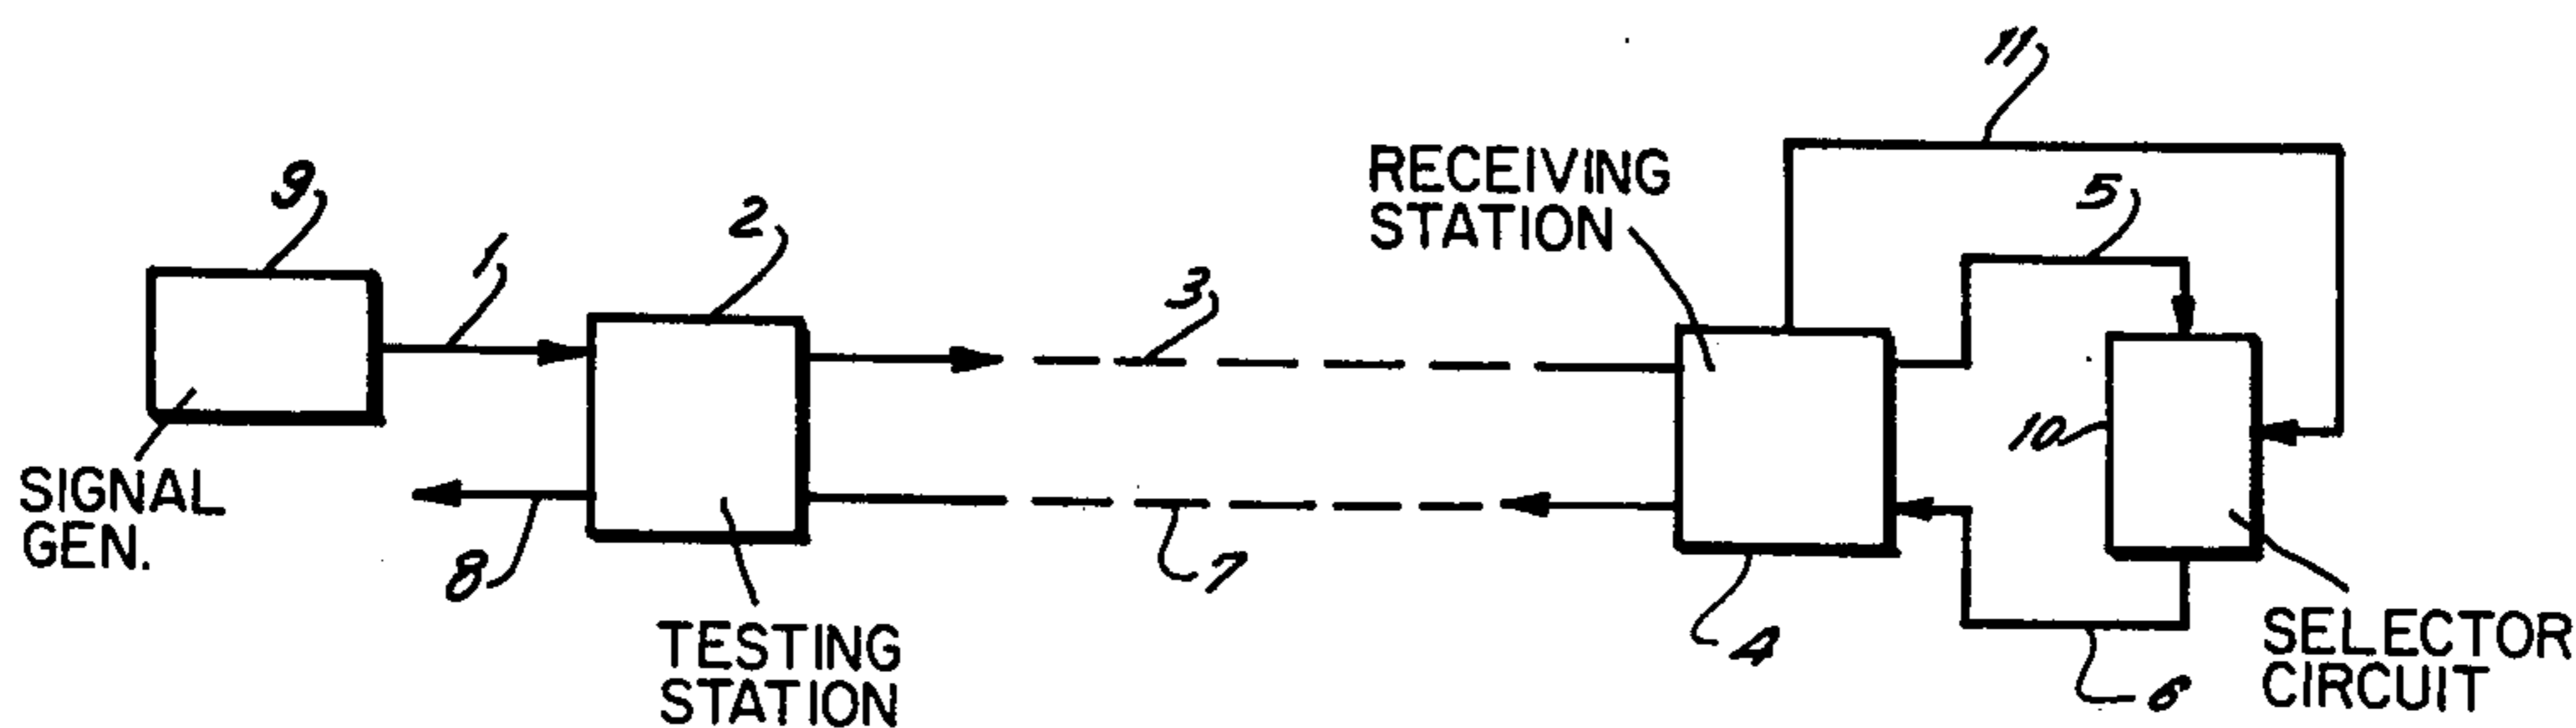 11
RECEIVING
STATION
5
9
2
1
3
10
SIGNAL
GEN.
8
7
TESTING
STATION
4
6
SELECTOR
CIRCUIT